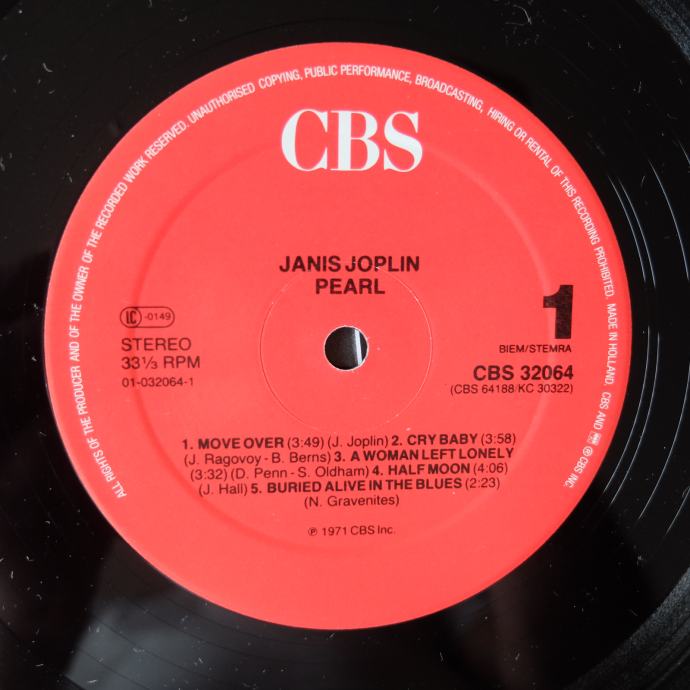 ALL RIGHTS OF THE PRODUCER AND OF THE OWNER OF THE RECORDED WORK RESERVED. UNAUTHORISED COPYING, PUBLIC PERFORMANCE, BROADCASTING, HIRING OR RENTAL OF THIS RECORDING PROHIBITED. MADE IN HOLLAND. CBS AND ℗ CBS INC.
CBS
JANIS JOPLIN
PEARL
LC -0149
1
STEREO
BIEM/STEMRA
33⅓ RPM
CBS 32064
01-032064-1
(CBS 64188/KC 30322)
1. MOVE OVER (3:49) (J. Joplin) 2. CRY BABY (3:58)
(J. Ragovoy - B. Berns) 3. A WOMAN LEFT LONELY
(3:32) (D. Penn - S. Oldham) 4. HALF MOON (4:06)
(J. Hall) 5. BURIED ALIVE IN THE BLUES (2:23)
(N. Gravenites)
℗ 1971 CBS Inc.